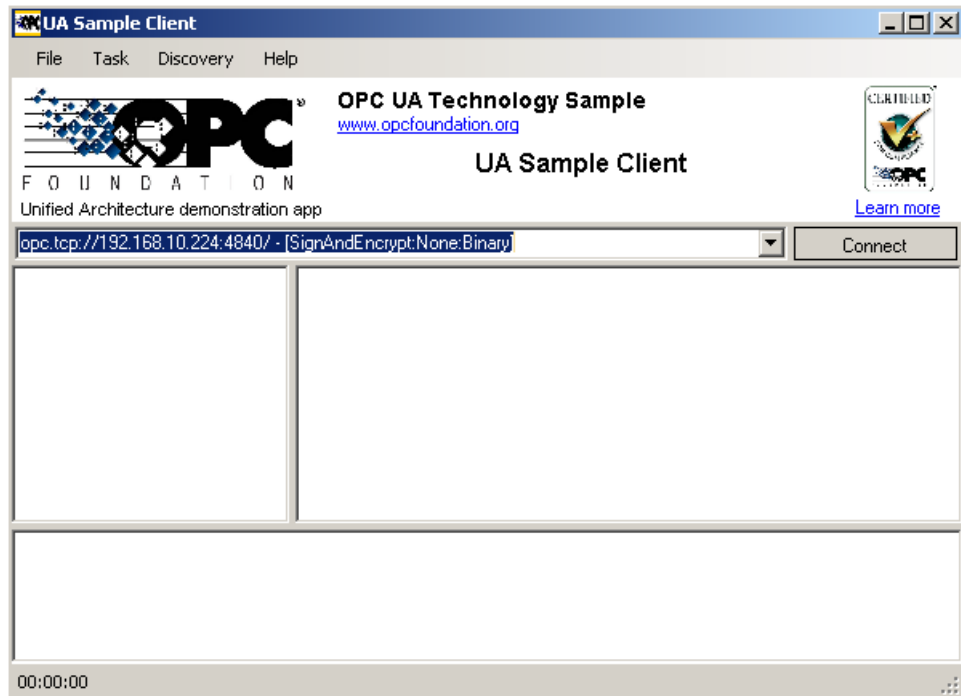 UA Sample Client
File Task Discovery Help
OPC®
FOUNDATION
Unified Architecture demonstration app
OPC UA Technology Sample
www.opcfoundation.org
UA Sample Client
CERTIFIED
OPC
Learn more
opc.tcp://192.168.10.224:4840/ - [SignAndEncrypt:None:Binary]
Connect
00:00:00